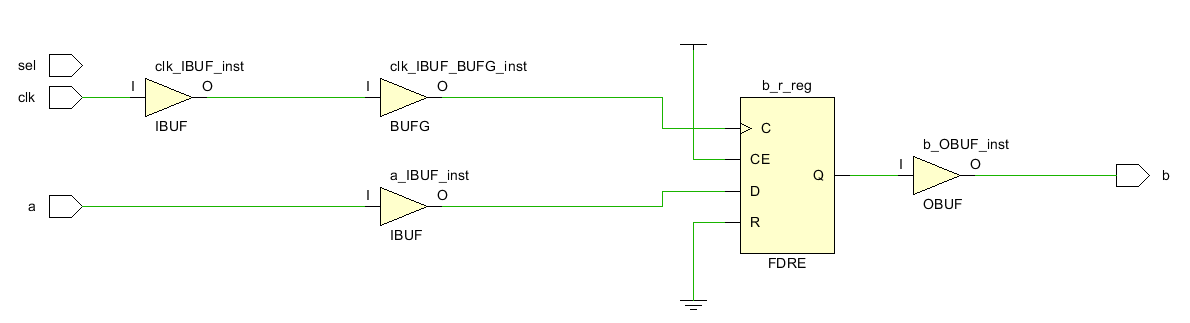 sel
clk_IBUF_inst
clk_IBUF_BUFG_inst
b_r_reg
clk
I
O
I
O
IBUF
BUFG
C
CE
b_OBUF_inst
a_IBUF_inst
I
O
Q
b
I
O
D
OBUF
a
R
IBUF
FDRE